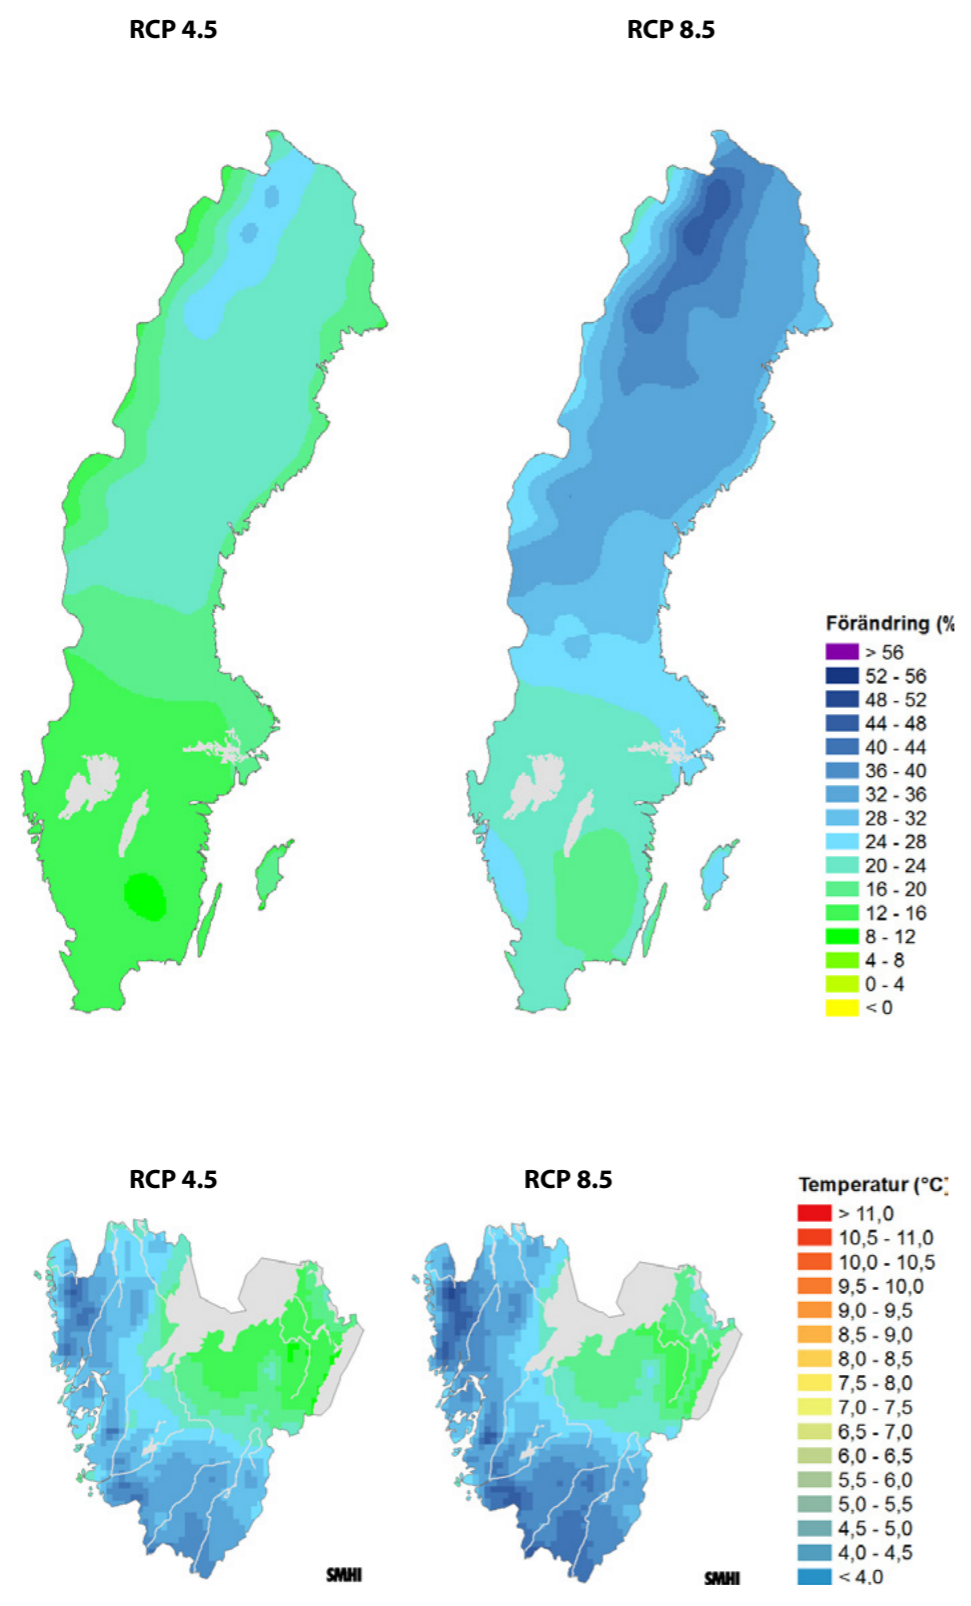 RCP 4.5
RCP 8.5
Förändring (%
> 56
52 - 56
48 - 52
44 - 48
40 - 44
36 - 40
32 - 36
28 - 32
24 - 28
20 - 24
16 - 20
12 - 16
8 - 12
4 - 8
0 - 4
< 0
RCP 4.5
RCP 8.5
Temperatur (°C)
> 11,0
10,5 - 11,0
10,0 - 10,5
9,5 - 10,0
9,0 - 9,5
8,5 - 9,0
8,0 - 8,5
7,5 - 8,0
7,0 - 7,5
6,5 - 7,0
6,0 - 6,5
5,5 - 6,0
5,0 - 5,5
4,5 - 5,0
4,0 - 4,5
< 4,0
SMHI
SMHI